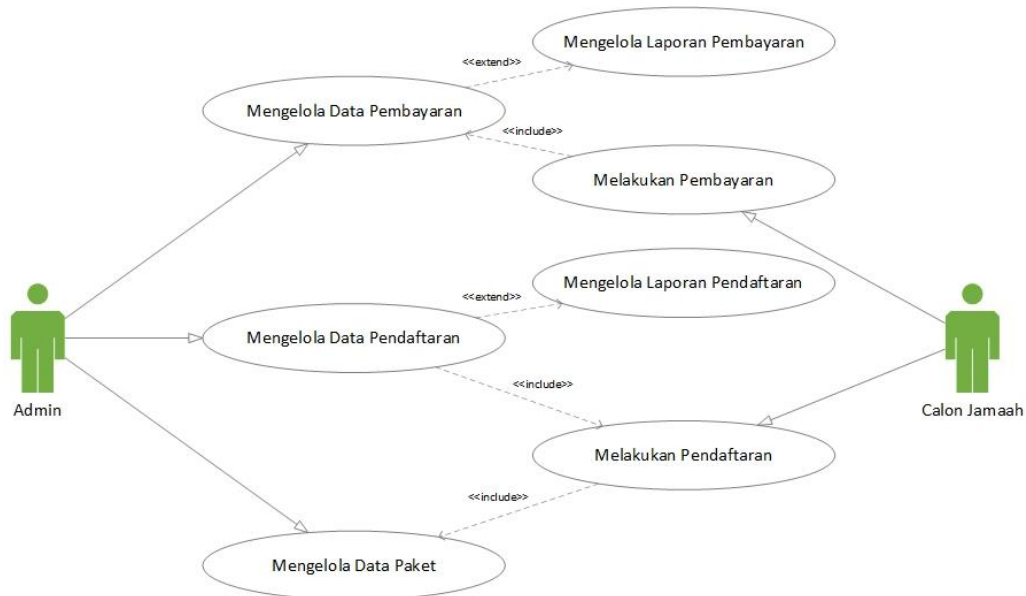 Mengelola Laporan Pembayaran
<<extend>>
Mengelola Data Pembayaran
<<include>>
Melakukan Pembayaran
Mengelola Laporan Pendaftaran
<<extend>>
Mengelola Data Pendaftaran
<<include>>
Admin
Calon Jamaah
Melakukan Pendaftaran
<<include>>
Mengelola Data Paket